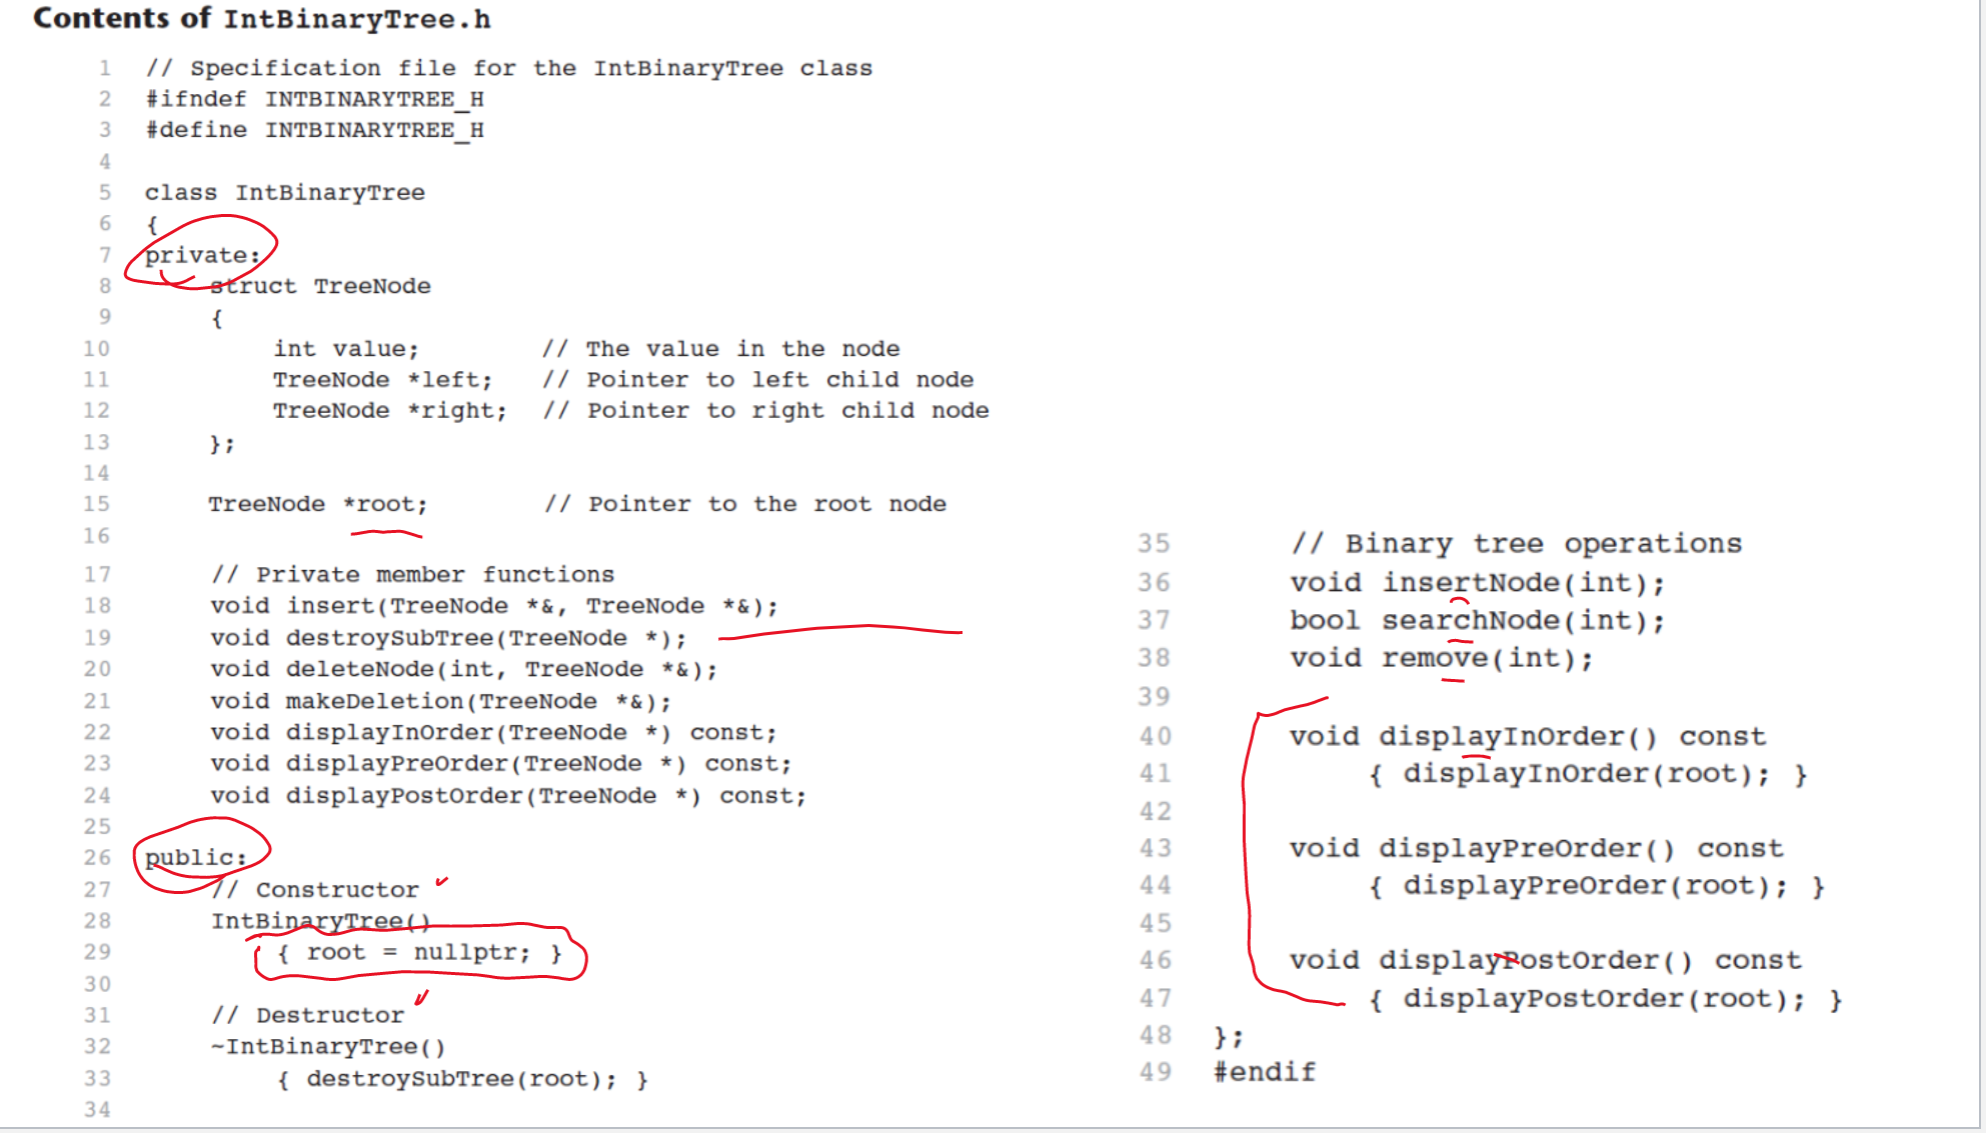 Contents of IntBinaryTree.h
1 // Specification file for the IntBinaryTree class
2 #ifndef INTBINARYTREE_H
3 #define INTBINARYTREE_H
4
5 class IntBinaryTree
6 {
7 private:
8 struct TreeNode
9 {
10 int value; // The value in the node
11 TreeNode *left; // Pointer to left child node
12 TreeNode *right; // Pointer to right child node
13 };
14
15 TreeNode *root; // Pointer to the root node
16
17 // Private member functions
18 void insert(TreeNode *&, TreeNode *&);
19 void destroySubTree(TreeNode *);
20 void deleteNode(int, TreeNode *&);
21 void makeDeletion(TreeNode *&);
22 void displayInOrder(TreeNode *) const;
23 void displayPreOrder(TreeNode *) const;
24 void displayPostOrder(TreeNode *) const;
25
26 public:
27 // Constructor
28 IntBinaryTree()
29 { root = nullptr; }
30
31 // Destructor
32 ~IntBinaryTree()
33 { destroySubTree(root); }
34
35 // Binary tree operations
36 void insertNode(int);
37 bool searchNode(int);
38 void remove(int);
39
40 void displayInOrder() const
41 { displayInOrder(root); }
42
43 void displayPreOrder() const
44 { displayPreOrder(root); }
45
46 void displayPostOrder() const
47 { displayPostOrder(root); }
48 };
49 #endif